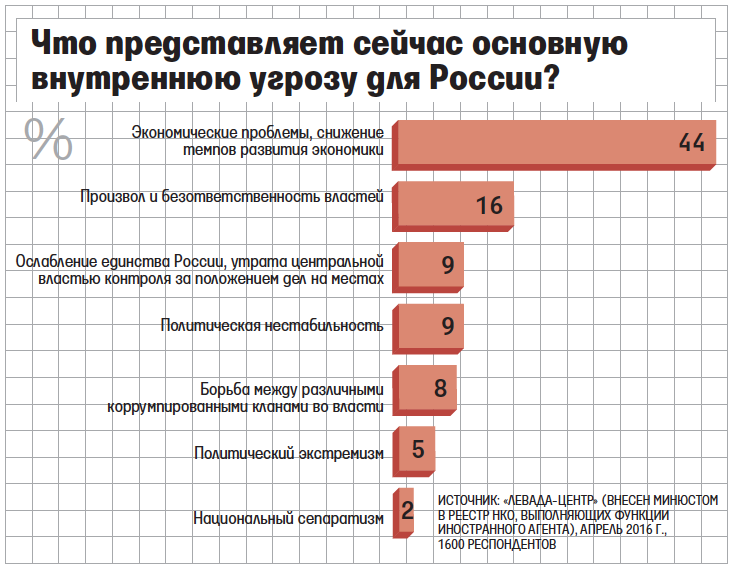 Что представляет сейчас основную
внутреннюю угрозу для России?
%
Экономические проблемы, снижение
темпов развития экономики
44
Произвол и безответственность властей
16
Ослабление единства России, утрата центральной
властью контроля за положением дел на местах
9
Политическая нестабильность
9
Борьба между различными
коррумпированными кланами во власти
8
Политический экстремизм
5
Национальный сепаратизм
2
ИСТОЧНИК: «ЛЕВАДА-ЦЕНТР» (ВНЕСЕН МИНЮСТОМ
В РЕЕСТР НКО, ВЫПОЛНЯЮЩИХ ФУНКЦИИ
ИНОСТРАННОГО АГЕНТА), АПРЕЛЬ 2016 Г.,
1600 РЕСПОНДЕНТОВ